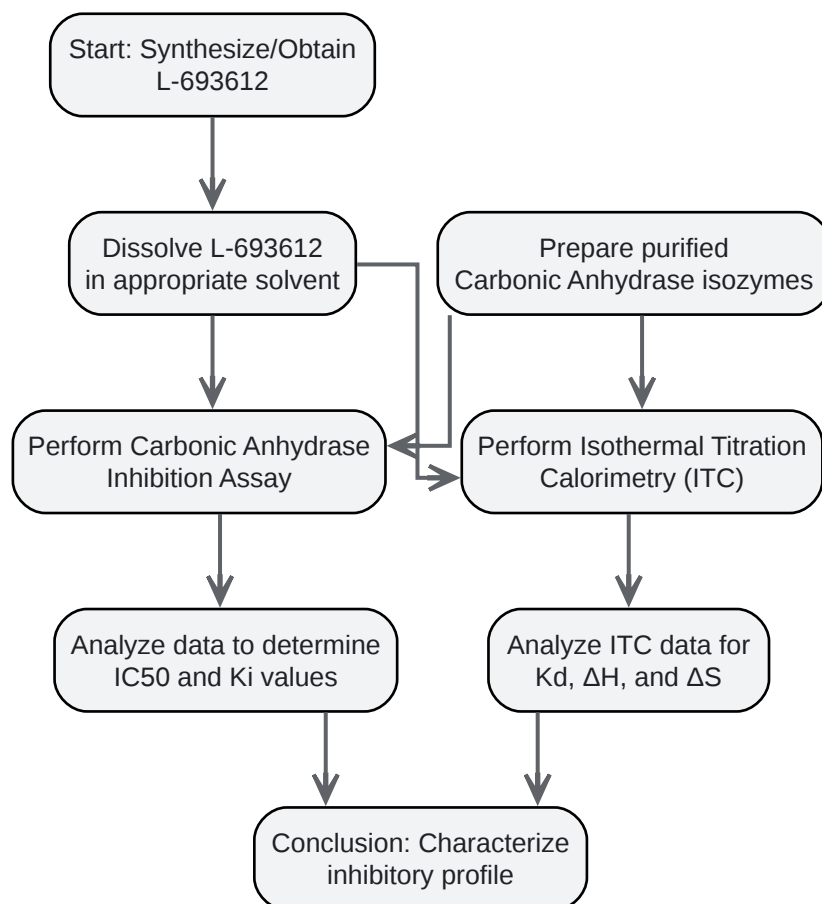 Start: Synthesize/Obtain
L-693612
Dissolve L-693612
in appropriate solvent
Prepare purified
Carbonic Anhydrase isozymes
Perform Carbonic Anhydrase
Inhibition Assay
Perform Isothermal Titration
Calorimetry (ITC)
Analyze data to determine
IC50 and Ki values
Analyze ITC data for
Kd, ΔH, and ΔS
Conclusion: Characterize
inhibitory profile